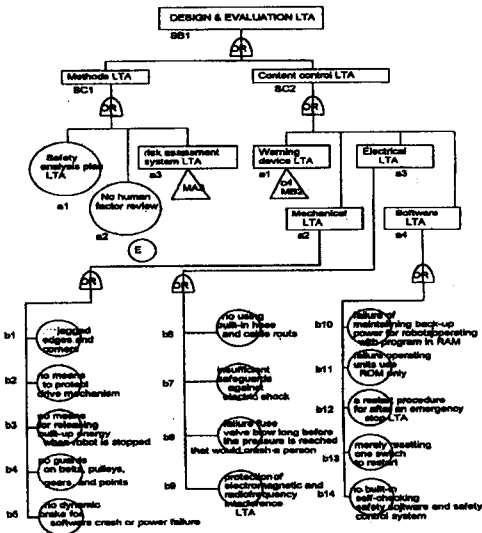 DESIGN & EVALUATION LTA
SB1
OR
Methods LTA
SC1
OR
Content control LTA
SC2
OR
Safety
analysis plan
LTA
a1
No human
factor review
a2
E
risk assessment
system LTA
a3
MA3
Warning
device LTA
a1
b4
MB2
Mechanical
LTA
a2
Electrical
LTA
a3
Software
LTA
a4
OR
b1
jagged
edges and
corners
b2
no means
to protect
drive mechanism
b3
no means
for releasing
built-up energy
when robot is stopped
b4
no guards
on belts, pulleys,
gears, and points
b5
no dynamic
brake for
software crash or power failure
OR
b6
no using
built-in hose
and cable routs
b7
insufficient
safeguards
against
electric shock
b8
failure fuse
valve blow long before
the pressure is reached
that would crush a person
b9
protection of
electromagnetic and
radiofrequency
LTA
OR
b10
failure of
maintaining back-up
power for robots operating
with program in RAM
b11
failure operating
units use
ROM only
b12
a restart procedure
for after an emergency
stop LTA
b13
merely resetting
one switch
to restart
b14
no built-in
self-checking
safety software and safety
control system